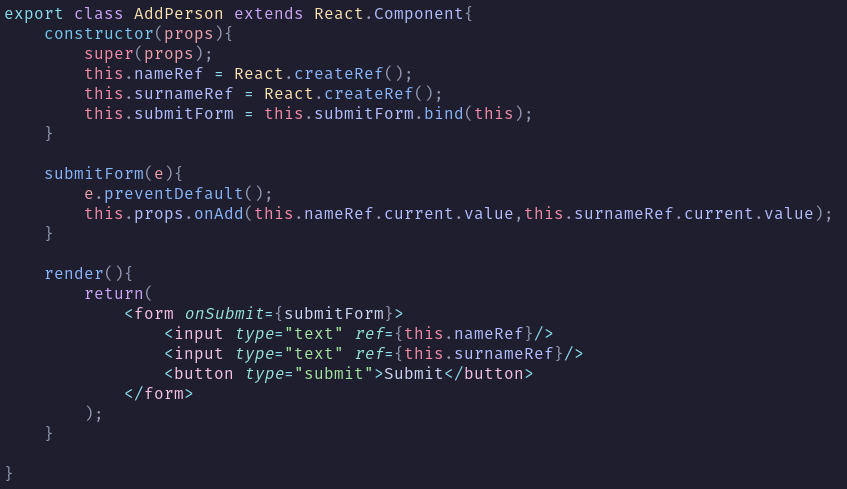 export class AddPerson extends React.Component{
    constructor(props){
        super(props);
        this.nameRef = React.createRef();
        this.surnameRef = React.createRef();
        this.submitForm = this.submitForm.bind(this);
    }

    submitForm(e){
        e.preventDefault();
        this.props.onAdd(this.nameRef.current.value,this.surnameRef.current.value);
    }

    render(){
        return(
            <form onSubmit={submitForm}>
                <input type="text" ref={this.nameRef}/>
                <input type="text" ref={this.surnameRef}/>
                <button type="submit">Submit</button>
            </form>
        );
    }

}